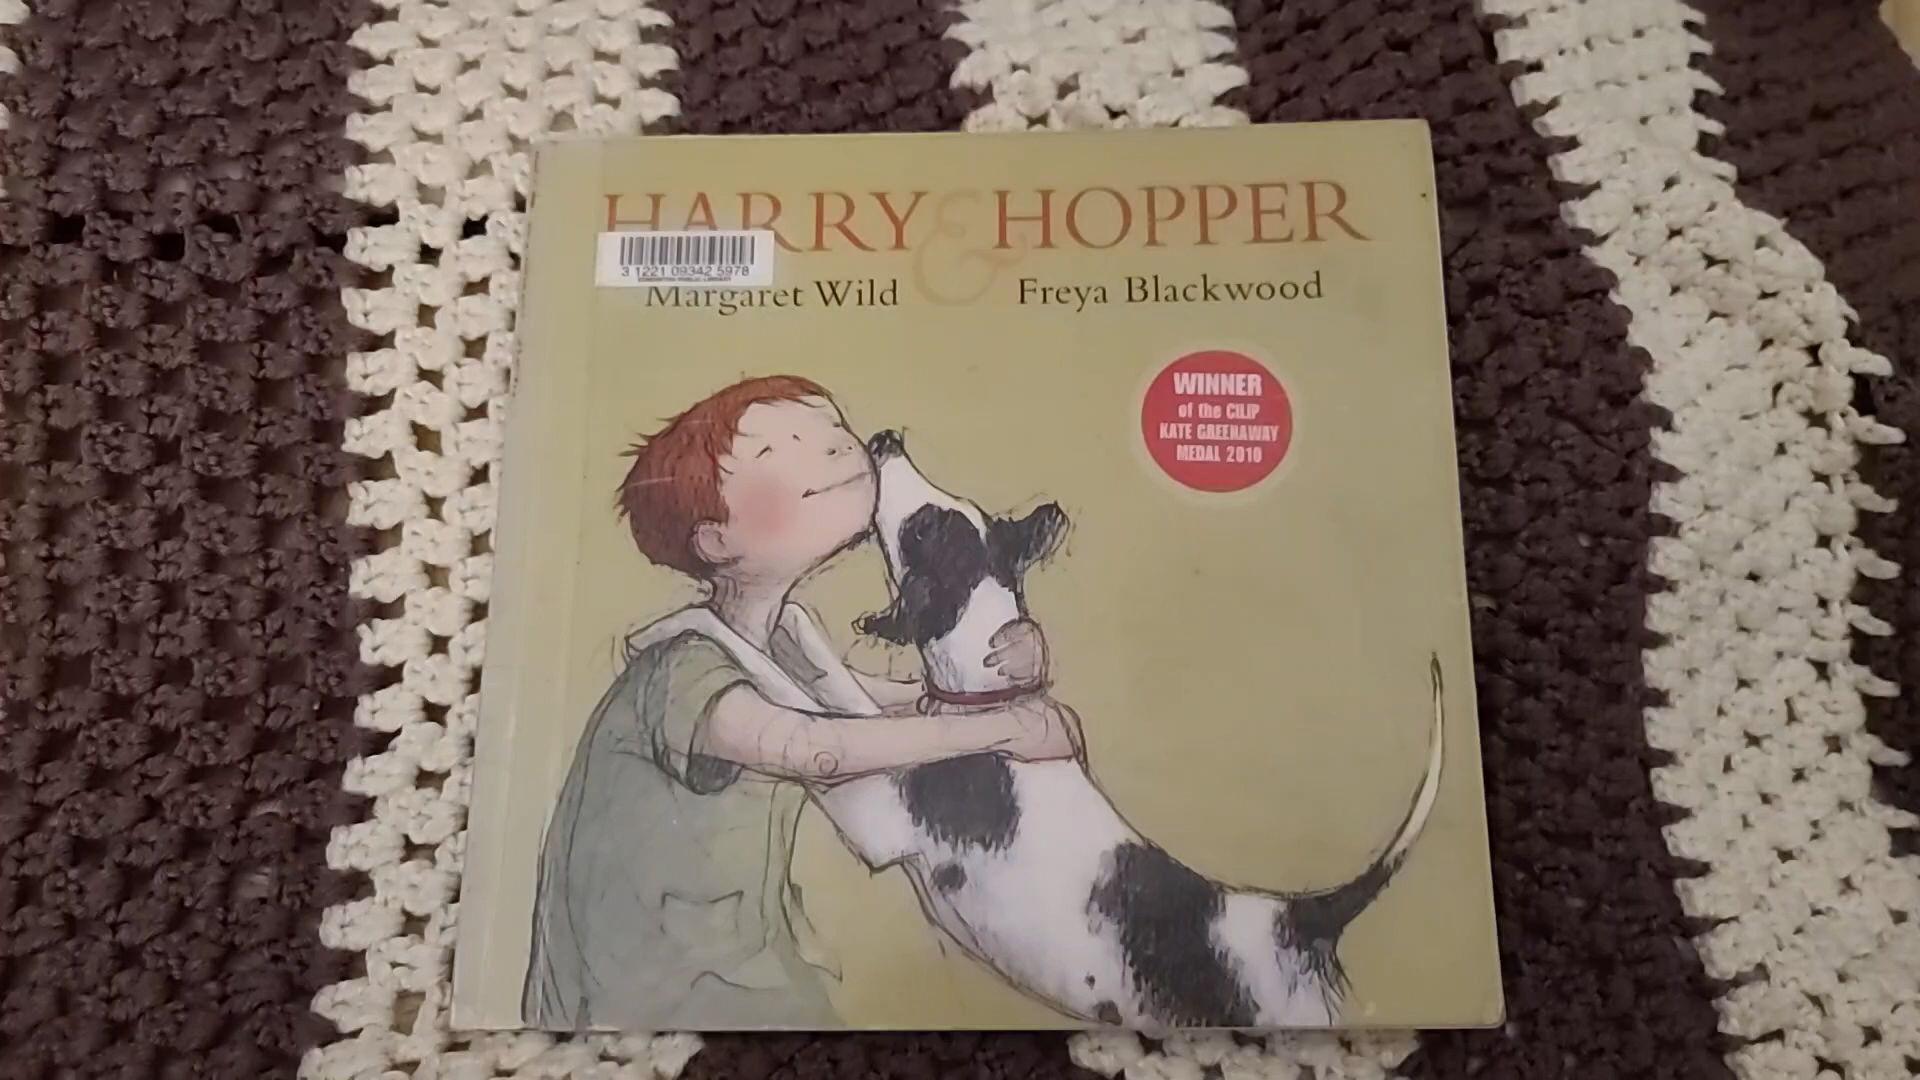 HARRY & HOPPER
3 1221 09342 5978
Margaret Wild Freya Blackwood
WINNER
of the CILIP
KATE GREENAWAY
MEDAL 2010